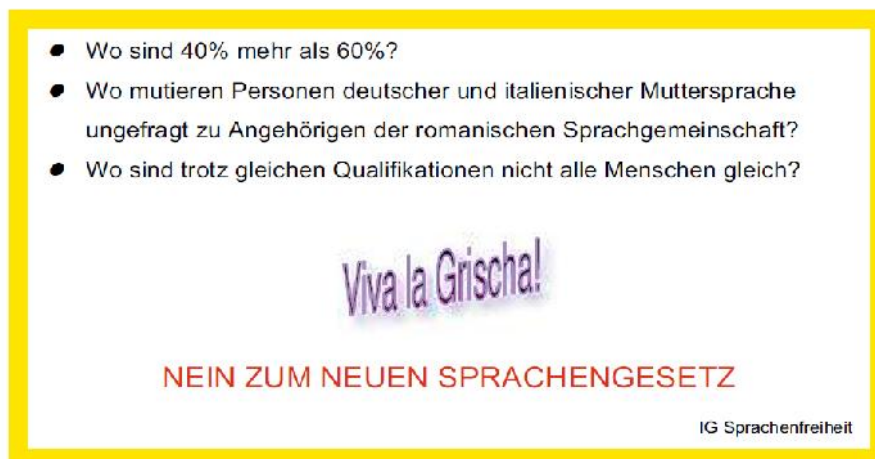 • Wo sind 40% mehr als 60%?
• Wo mutieren Personen deutscher und italienischer Muttersprache
ungefragt zu Angehörigen der romanischen Sprachgemeinschaft?
• Wo sind trotz gleichen Qualifikationen nicht alle Menschen gleich?
Viva la Grischa!
NEIN ZUM NEUEN SPRACHENGESETZ
IG Sprachenfreiheit